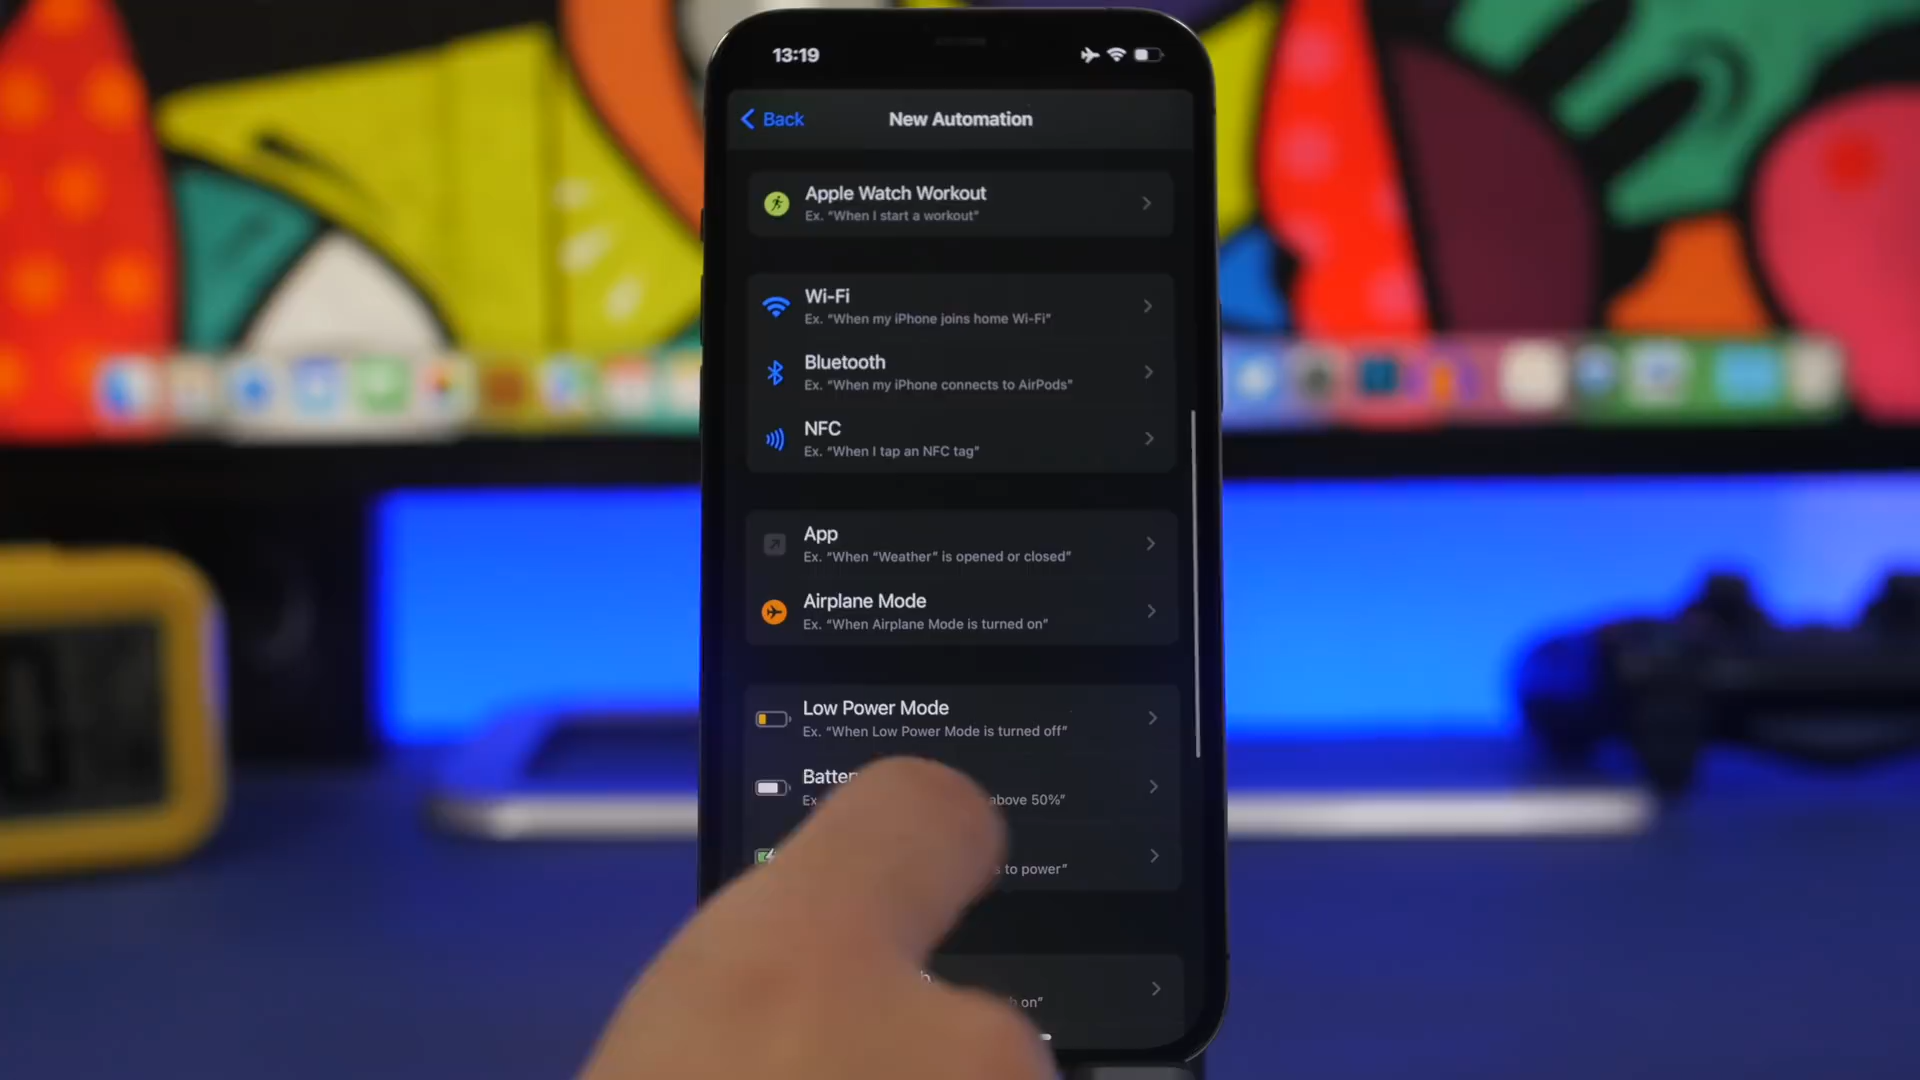 13:19
Back
New Automation
Apple Watch Workout
Ex. “When I start a workout”
Wi-Fi
Ex. “When my iPhone joins home Wi-Fi”
Bluetooth
Ex. “When my iPhone connects to AirPods”
NFC
Ex. “When I tap an NFC tag”
App
Ex. “When “Weather” is opened or closed”
Airplane Mode
Ex. “When Airplane Mode is turned on”
Low Power Mode
Ex. “When Low Power Mode is turned off”
Ex. above 50%”
to power”
on”